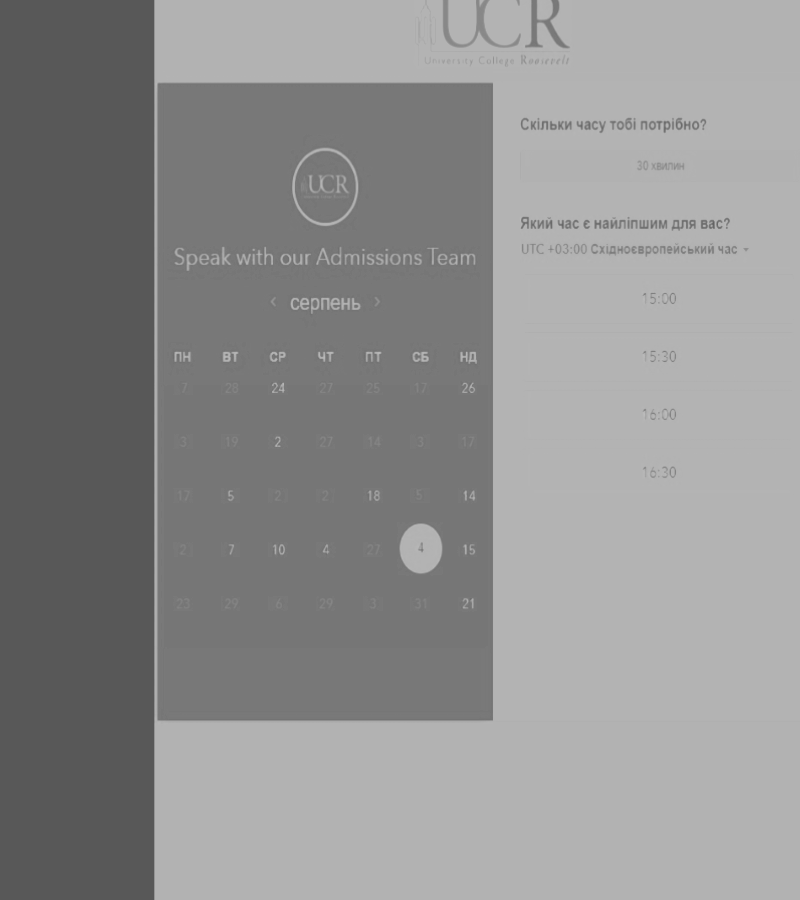 UCR
University College Roosevelt
UCR
Speak with our Admissions Team
‹ серпень ›
ПН ВТ СР ЧТ ПТ СБ НД
7 28 24 27 25 17 26
3 19 2 27 14 3 17
17 5 2 2 18 5 14
2 7 10 4 27 4 15
23 29 6 29 3 31 21
Скільки часу тобі потрібно?
30 хвилин
Який час є найліпшим для вас?
UTC +03:00 Східноєвропейський час
15:00
15:30
16:00
16:30